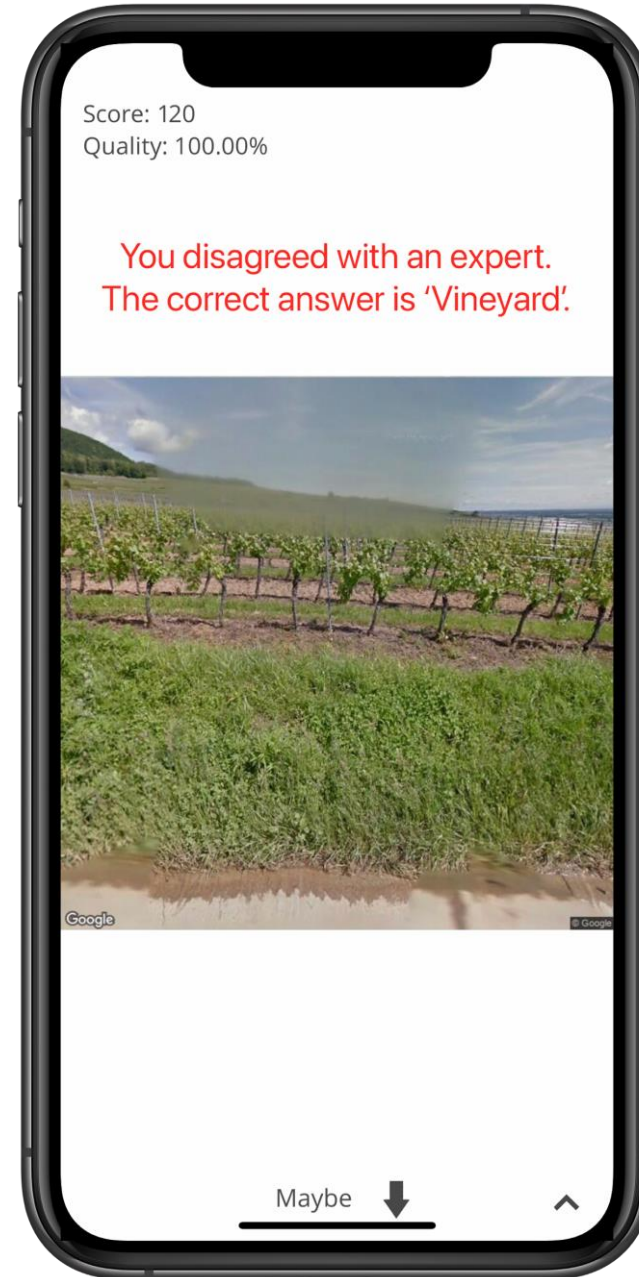 Score: 120
Quality: 100.00%
You disagreed with an expert.
The correct answer is ‘Vineyard’.
Google
© Google
Maybe